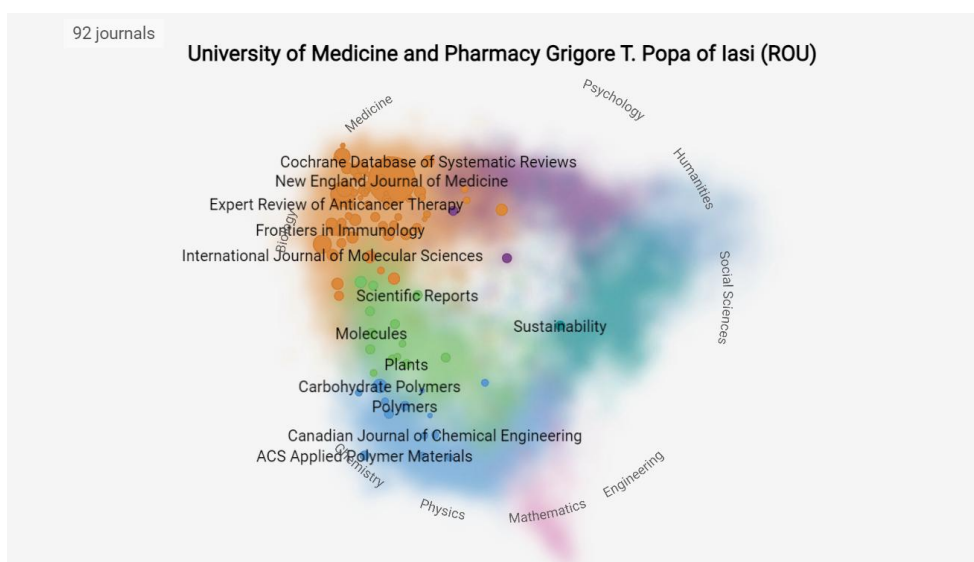 92 journals
University of Medicine and Pharmacy Grigore T. Popa of Iasi (ROU)
Psychology
Medicine
Humanities
Cochrane Database of Systematic Reviews
New England Journal of Medicine
Expert Review of Anticancer Therapy
Biology
Frontiers in Immunology
International Journal of Molecular Sciences
Social Sciences
Scientific Reports
Sustainability
Molecules
Plants
Carbohydrate Polymers
Polymers
Canadian Journal of Chemical Engineering
ACS Applied Polymer Materials
Chemistry
Engineering
Physics
Mathematics